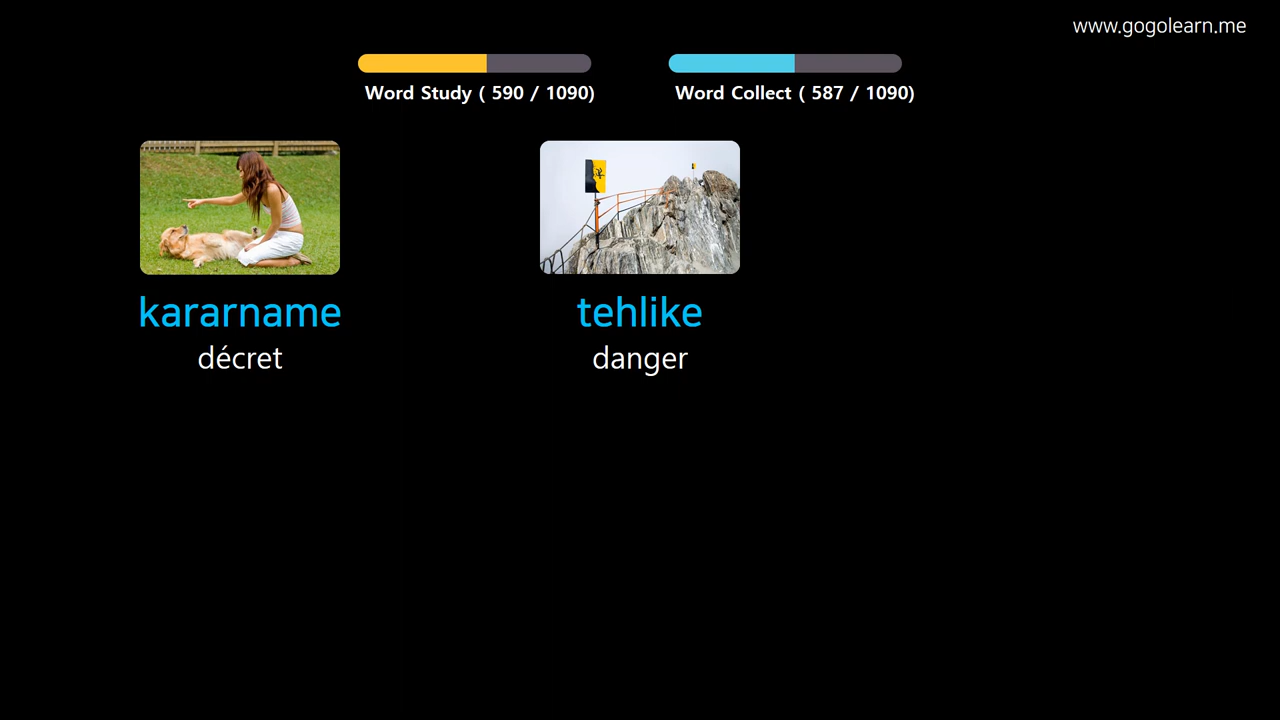 www.gogolearn.me
Word Study ( 590 / 1090)
Word Collect ( 587 / 1090)
kararname
décret
tehlike
danger